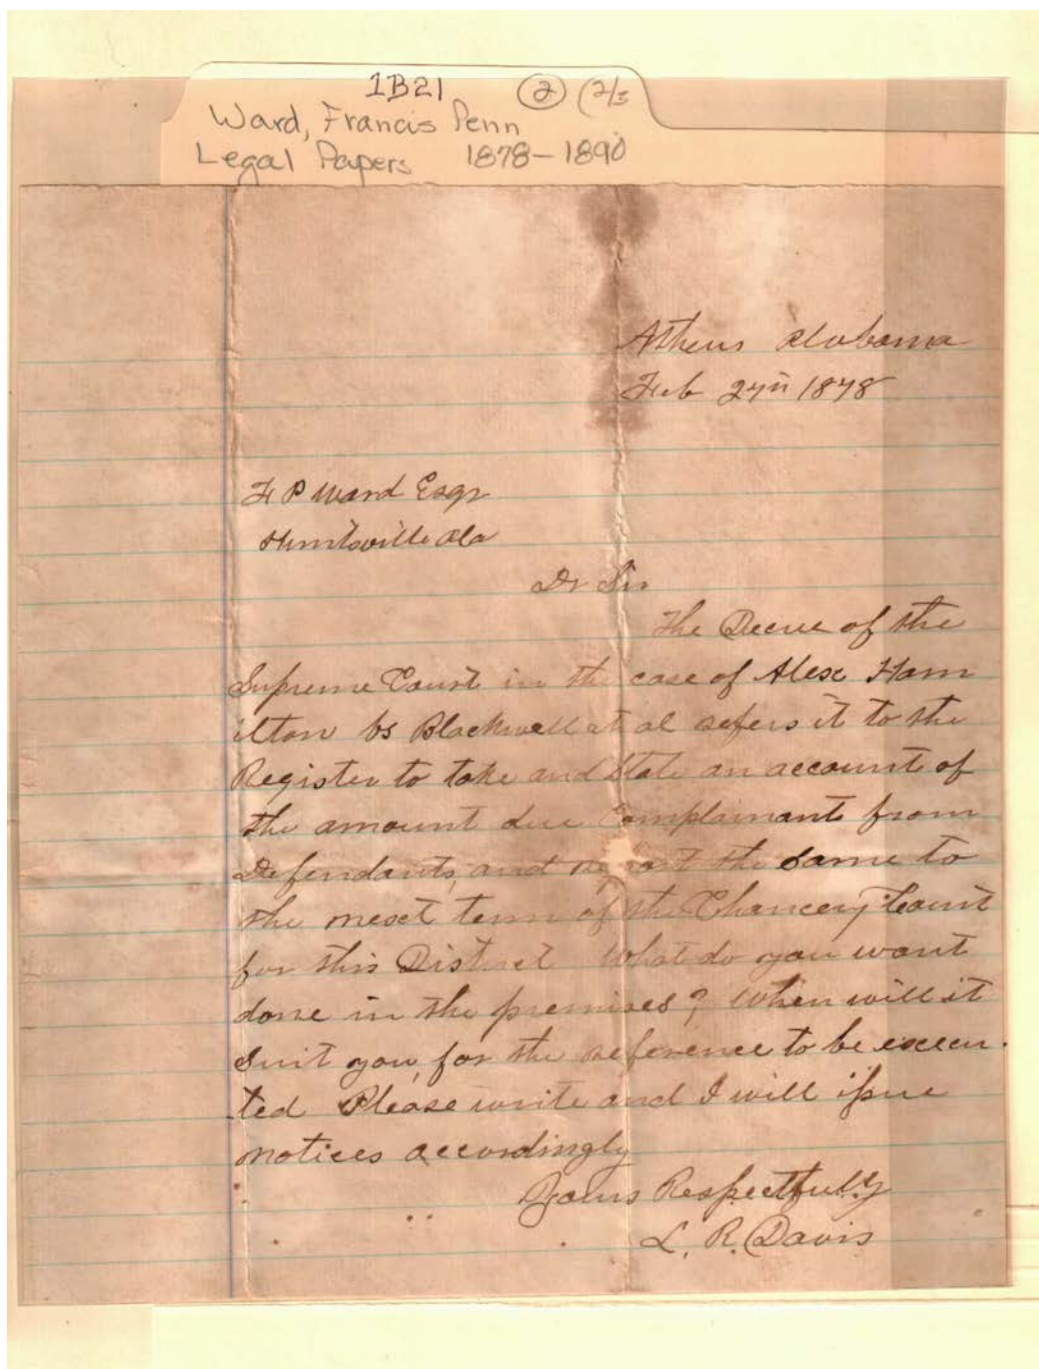 1B21 2 (2/3
Ward, Francis Penn
Legal Papers 1878-1890
Athens Alabama
Feb 27th 1878
F P Ward Esqr
Huntsville Ala
Dr Sir
The Decree of the
Supreme Court in the case of Alex Ham
ilton vs Blackwell et al refers it to the
Register to take and state an account of
the amount due Complainant from
Defendants, and report the same to
the next term of the Chancery Court
for this District What do you want
done in the premises? When will it
suit you, for the reference to be execu
ted Please write and I will issue
notices accordingly
Yours Respectfully
L. R. Davis